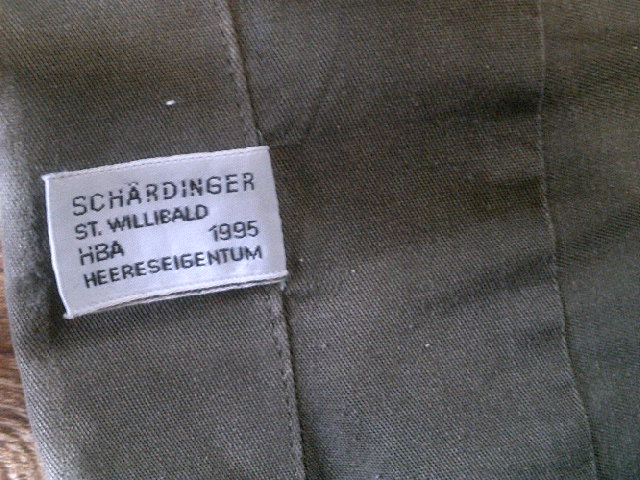 SCHÄRDINGER
ST. WILLIBALD
HBA 1995
HEERESEIGENTUM